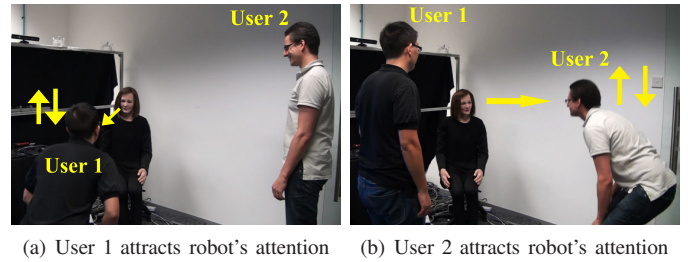 User 2
User 1
User 1
User 2
(a) User 1 attracts robot's attention
(b) User 2 attracts robot's attention